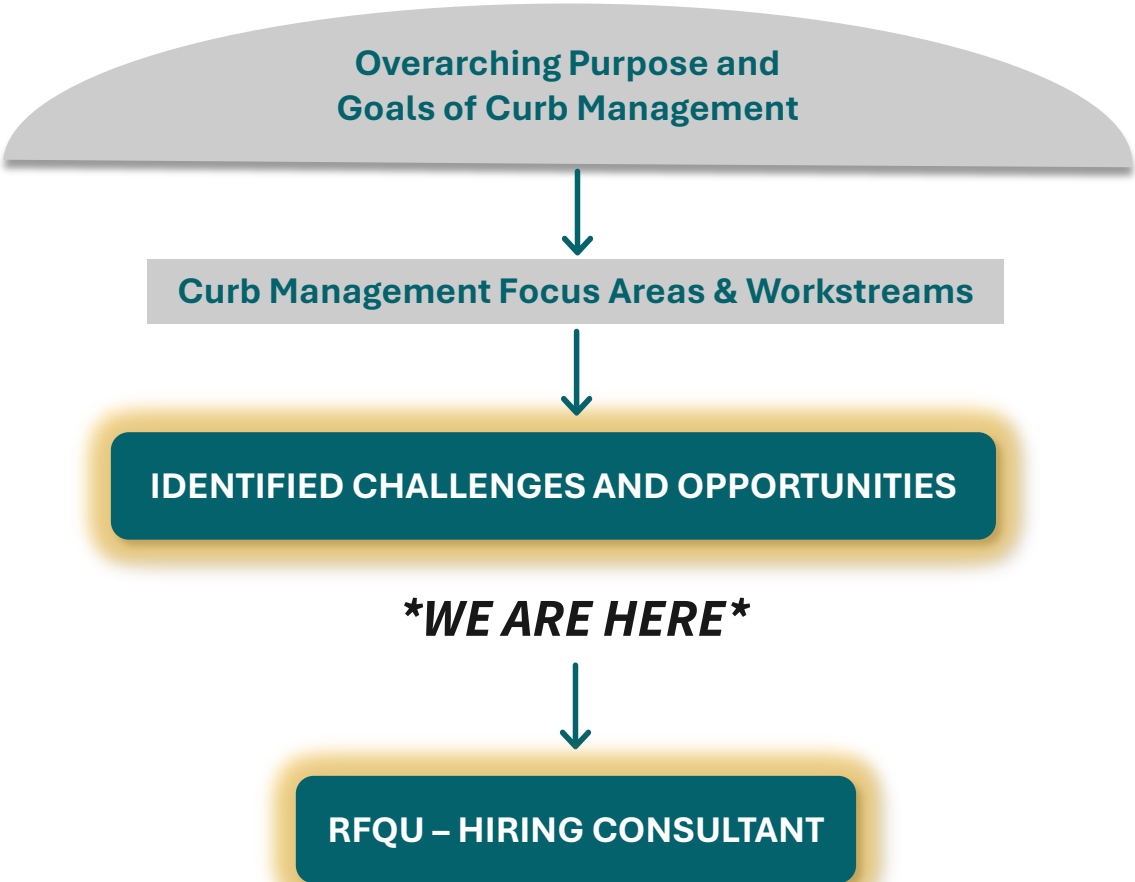 Overarching Purpose and
Goals of Curb Management
Curb Management Focus Areas & Workstreams
IDENTIFIED CHALLENGES AND OPPORTUNITIES
*WE ARE HERE*
RFQU – HIRING CONSULTANT